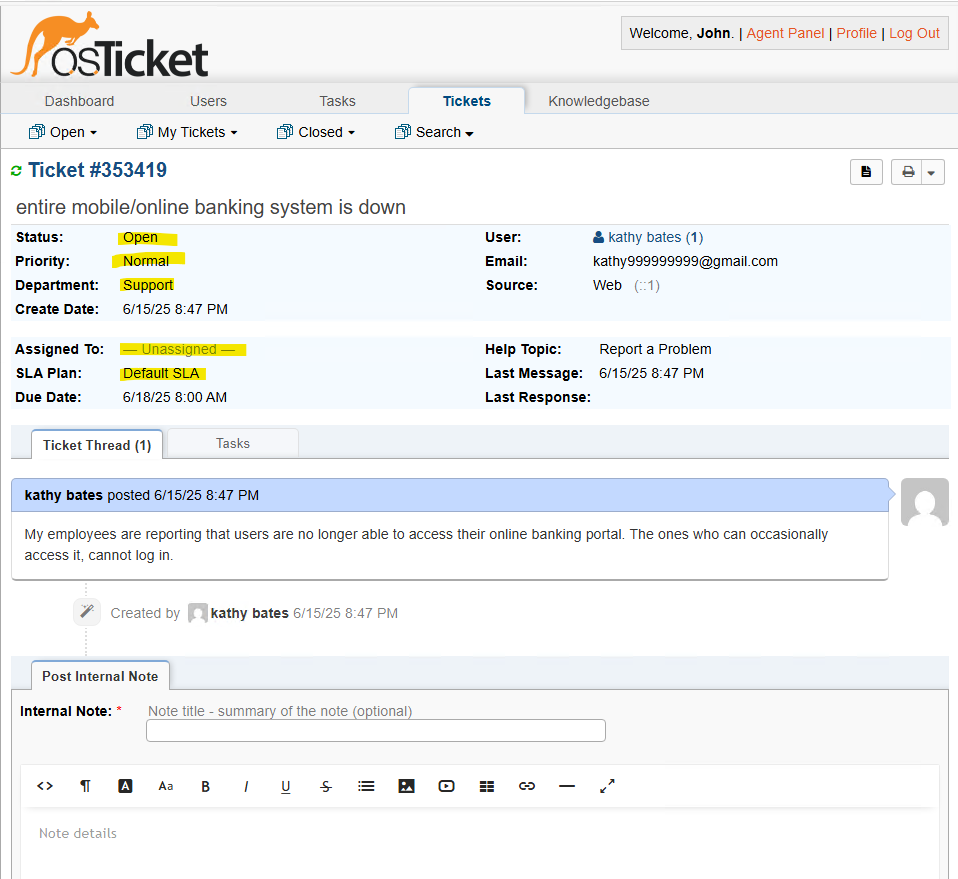 osTicket
Welcome, John. | Agent Panel | Profile | Log Out
Dashboard Users Tasks Tickets Knowledgebase
Open My Tickets Closed Search
Ticket #353419
entire mobile/online banking system is down
Status: Open User: kathy bates (1)
Priority: Normal Email: kathy999999999@gmail.com
Department: Support Source: Web (::1)
Create Date: 6/15/25 8:47 PM
Assigned To: — Unassigned — Help Topic: Report a Problem
SLA Plan: Default SLA Last Message: 6/15/25 8:47 PM
Due Date: 6/18/25 8:00 AM Last Response:
Ticket Thread (1) Tasks
kathy bates posted 6/15/25 8:47 PM
My employees are reporting that users are no longer able to access their online banking portal. The ones who can occasionally
access it, cannot log in.
Created by kathy bates 6/15/25 8:47 PM
Post Internal Note
Internal Note: * Note title - summary of the note (optional)
<> ¶ A Aa B I U S
Note details